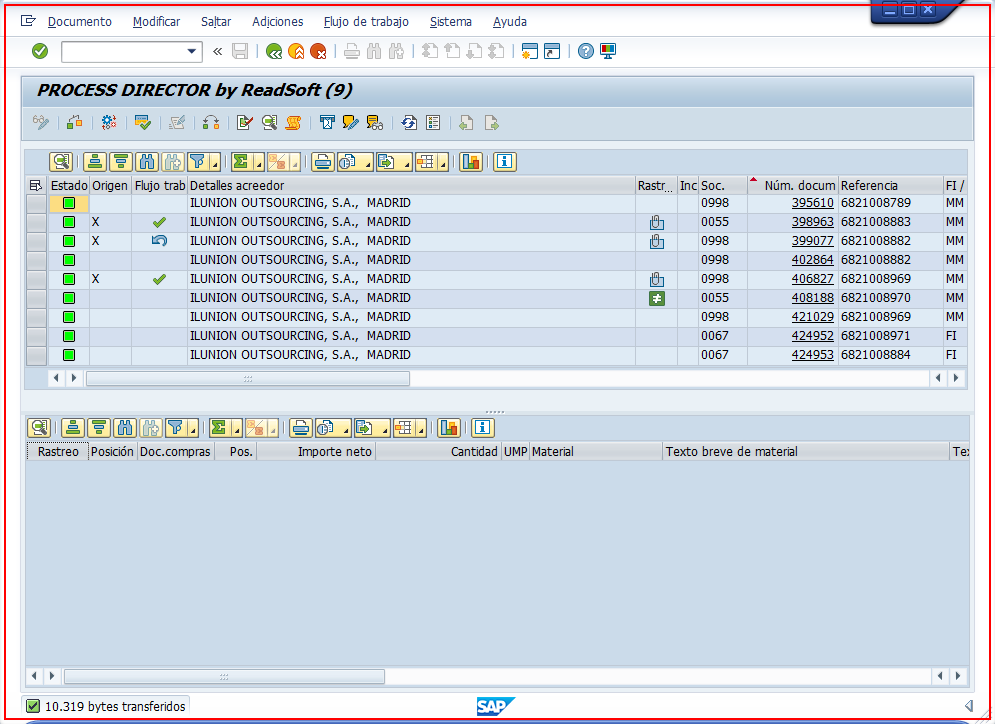 Documento Modificar Saltar Adjciones Flujo de trabajo Sistema Ayuda
PROCESS DIRECTOR by ReadSoft (9)
Estado Origen Flujo trab Detalles acreedor Rastr... Inc Soc. Núm. docum Referencia FI /
ILUNION OUTSOURCING, S.A., MADRID 0998 395610 6821008789 MM
X ILUNION OUTSOURCING, S.A., MADRID 0055 398963 6821008883 MM
X ILUNION OUTSOURCING, S.A., MADRID 0998 399077 6821008882 MM
ILUNION OUTSOURCING, S.A., MADRID 0998 402864 6821008882 MM
X ILUNION OUTSOURCING, S.A., MADRID 0998 406827 6821008969 MM
ILUNION OUTSOURCING, S.A., MADRID 0055 408188 6821008970 MM
ILUNION OUTSOURCING, S.A., MADRID 0998 421029 6821008969 MM
ILUNION OUTSOURCING, S.A., MADRID 0067 424952 6821008971 FI
ILUNION OUTSOURCING, S.A., MADRID 0067 424953 6821008884 FI
Rastreo Posición Doc.compras Pos. Importe neto Cantidad UMP Material Texto breve de material Te
10.319 bytes transferidos SAP